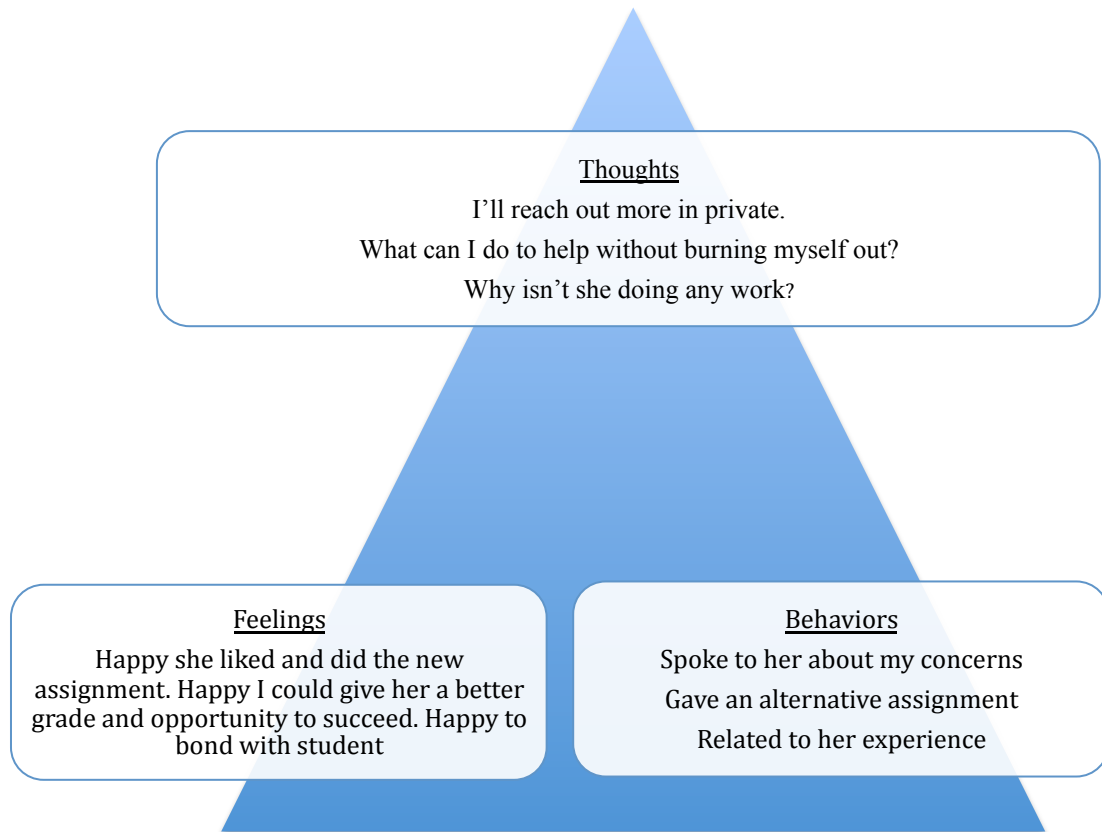 Thoughts
I’ll reach out more in private.
What can I do to help without burning myself out?
Why isn’t she doing any work?
Feelings
Happy she liked and did the new
assignment. Happy I could give her a better
grade and opportunity to succeed. Happy to
bond with student
Behaviors
Spoke to her about my concerns
Gave an alternative assignment
Related to her experience